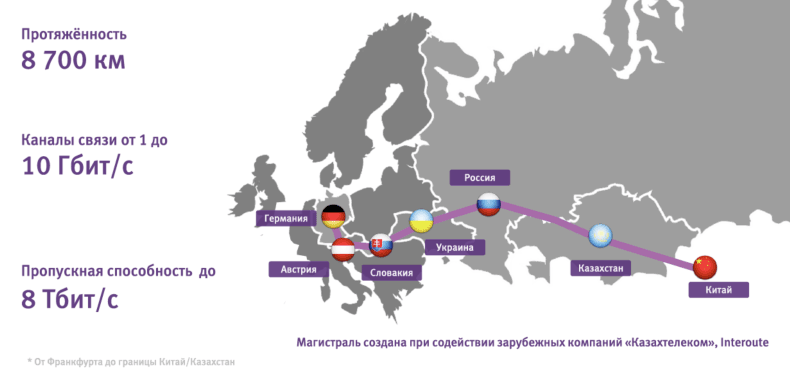 Протяжённость
8 700 км
Каналы связи от 1 до
10 Гбит/с
Пропускная способность до
8 Тбит/с
* От Франкфурта до границы Китай/Казахстан
Россия
Германия
Украина
Австрия
Словакия
Казахстан
Китай
Магистраль создана при содействии зарубежных компаний «Казахтелеком», Interoute